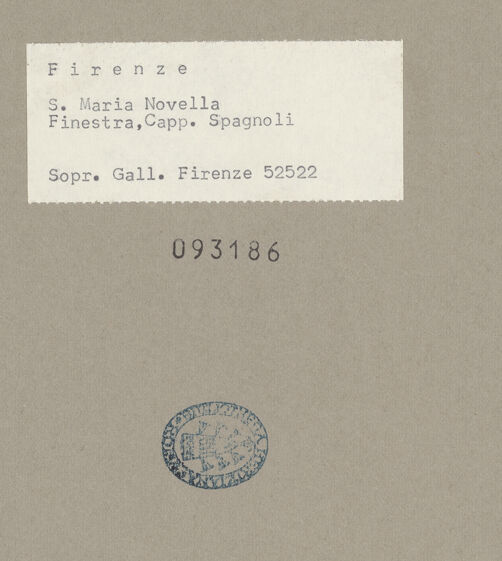 Firenze
S. Maria Novella
Finestra,Capp. Spagnoli
Sopr. Gall. Firenze 52522
093186